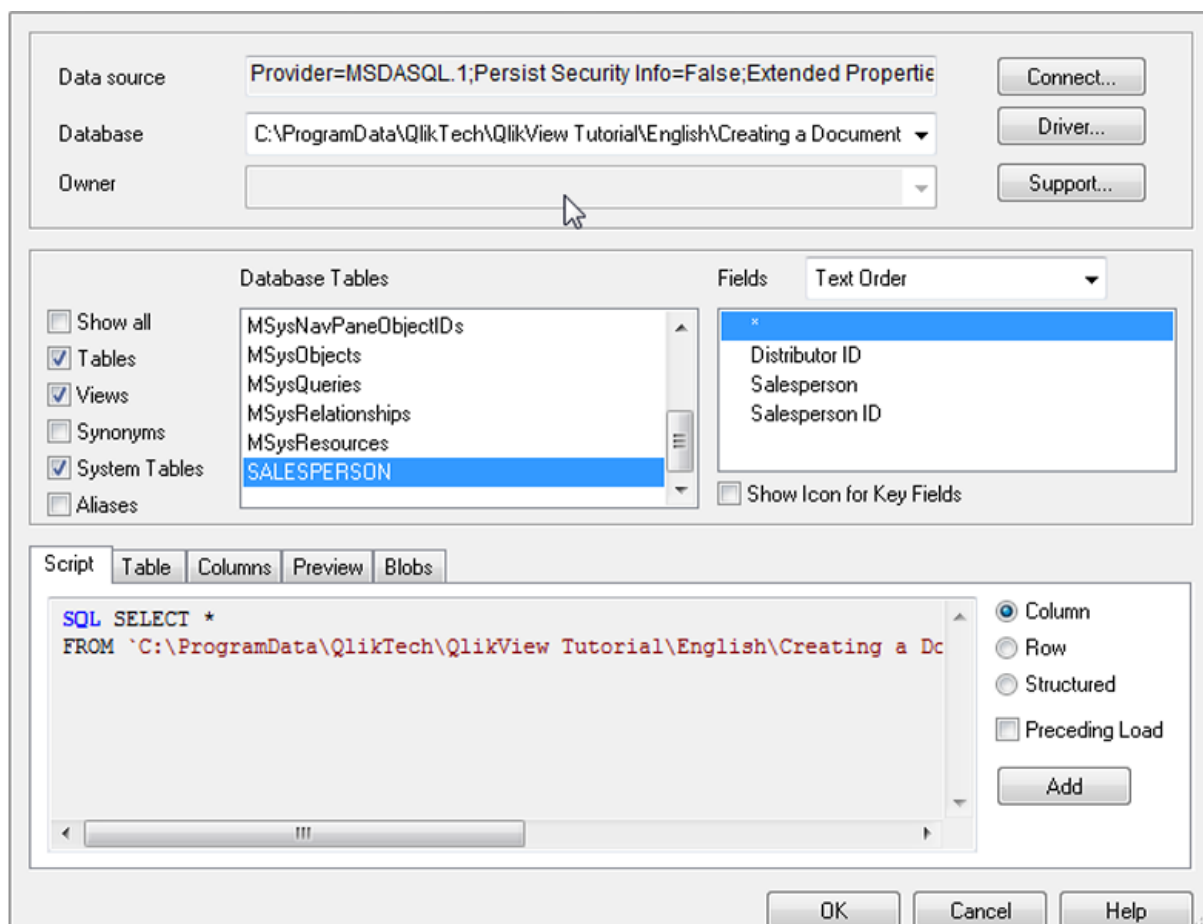 Data source
Provider=MSDASQL.1;Persist Security Info=False;Extended Propertie
Connect...
Database
C:\ProgramData\QlikTech\QlikView Tutorial\English\Creating a Document
Driver...
Owner
Support...
Database Tables
Fields
Text Order
Show all
Tables
Views
Synonyms
System Tables
Aliases
MSysNavPaneObjectIDs
MSysObjects
MSysQueries
MSysRelationships
MSysResources
SALESPERSON
*
Distributor ID
Salesperson
Salesperson ID
Show Icon for Key Fields
Script
Table
Columns
Preview
Blobs
SQL SELECT *
FROM `C:\ProgramData\QlikTech\QlikView Tutorial\English\Creating a Do
Column
Row
Structured
Preceding Load
Add
OK
Cancel
Help